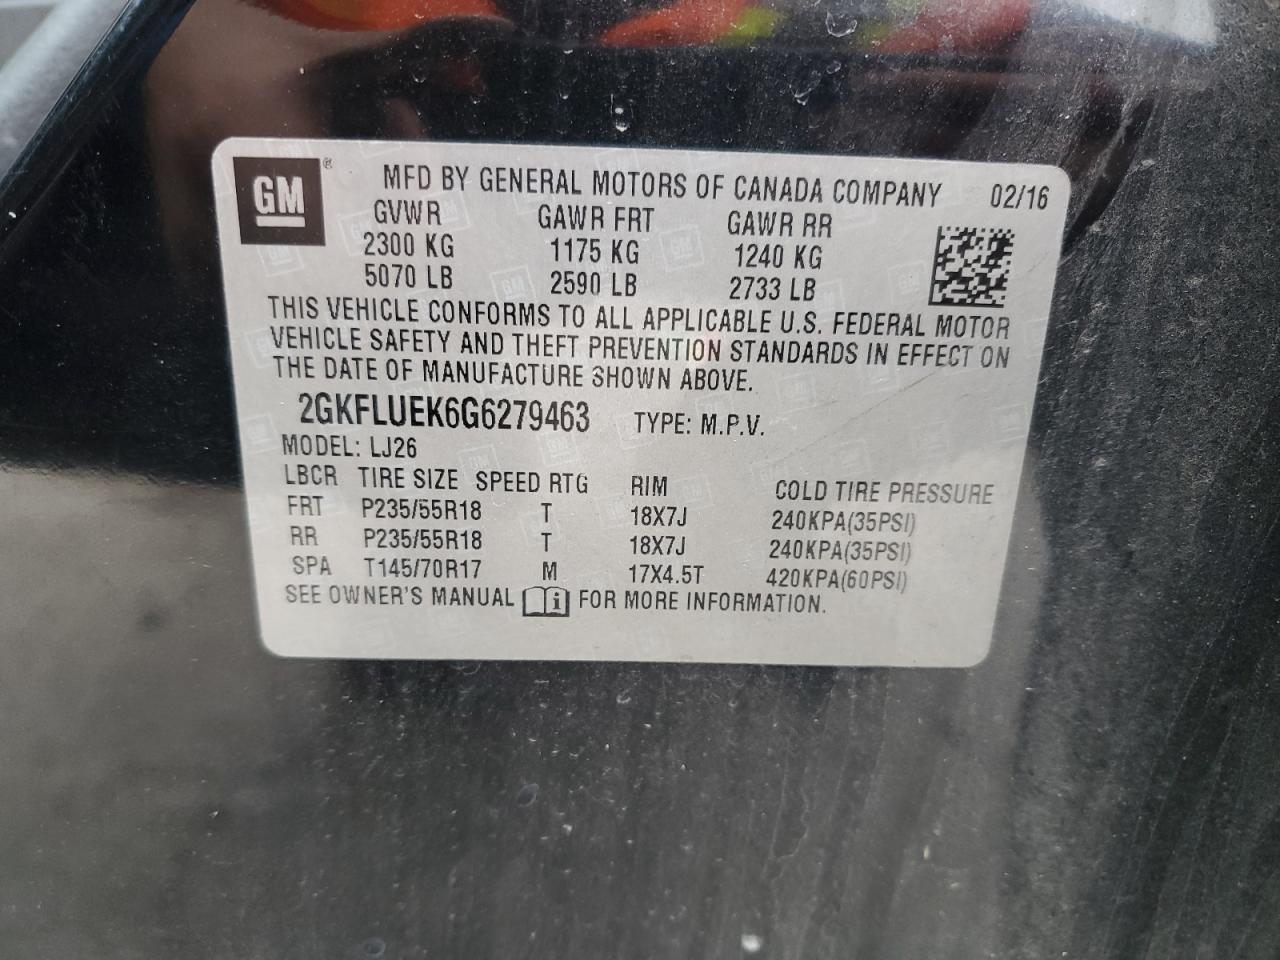 GM ® MFD BY GENERAL MOTORS OF CANADA COMPANY 02/16
GVWR GAWR FRT GAWR RR
2300 KG 1175 KG 1240 KG
5070 LB 2590 LB 2733 LB
THIS VEHICLE CONFORMS TO ALL APPLICABLE U.S. FEDERAL MOTOR
VEHICLE SAFETY AND THEFT PREVENTION STANDARDS IN EFFECT ON
THE DATE OF MANUFACTURE SHOWN ABOVE.
2GKFLUEK6G6279463 TYPE: M.P.V.
MODEL: LJ26
LBCR TIRE SIZE SPEED RTG RIM COLD TIRE PRESSURE
FRT P235/55R18 T 18X7J 240KPA(35PSI)
RR P235/55R18 T 18X7J 240KPA(35PSI)
SPA T145/70R17 M 17X4.5T 420KPA(60PSI)
SEE OWNER'S MANUAL i FOR MORE INFORMATION.